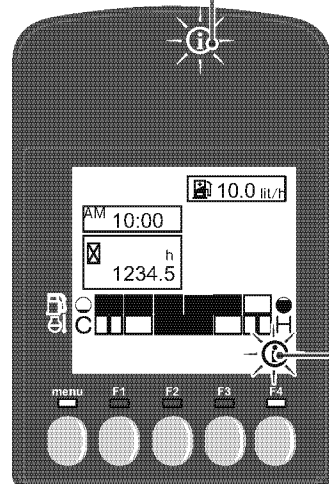 i
10.0 lit/h
AM 10:00
h
1234.5
C H
i
menu F1 F2 F3 F4